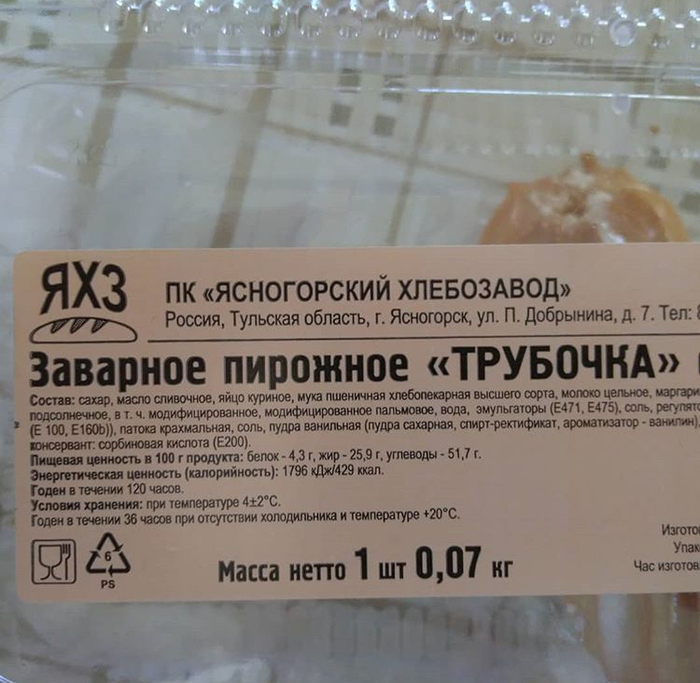 ЯХЗ
ПК «ЯСНОГОРСКИЙ ХЛЕБОЗАВОД»
Россия, Тульская область, г. Ясногорск, ул. П. Добрынина, д. 7. Тел:
Заварное пирожное «ТРУБОЧКА»
Состав: сахар, масло сливочное, яйцо куриное, мука пшеничная хлебопекарная высшего сорта, молоко цельное, маргари
подсолнечное, в т. ч. модифицированное, модифицированное пальмовое, вода, эмульгаторы (Е471, Е475), соль, регулято
(Е 100, Е160b)), патока крахмальная, соль, пудра ванильная (пудра сахарная, спирт-ректификат, ароматизатор - ванилин),
консервант: сорбиновая кислота (Е200).
Пищевая ценность в 100 г продукта: белок - 4,3 г, жир - 25,9 г, углеводы - 51,7 г.
Энергетическая ценность (калорийность): 1796 кДж/429 ккал.
Годен в течении 120 часов.
Условия хранения: при температуре 4±2°С.
Годен в течении 36 часов при отсутствии холодильника и температуре +20°С.
Изгото
Упак
Час изготов
6
PS
Масса нетто 1 шт 0,07 кг